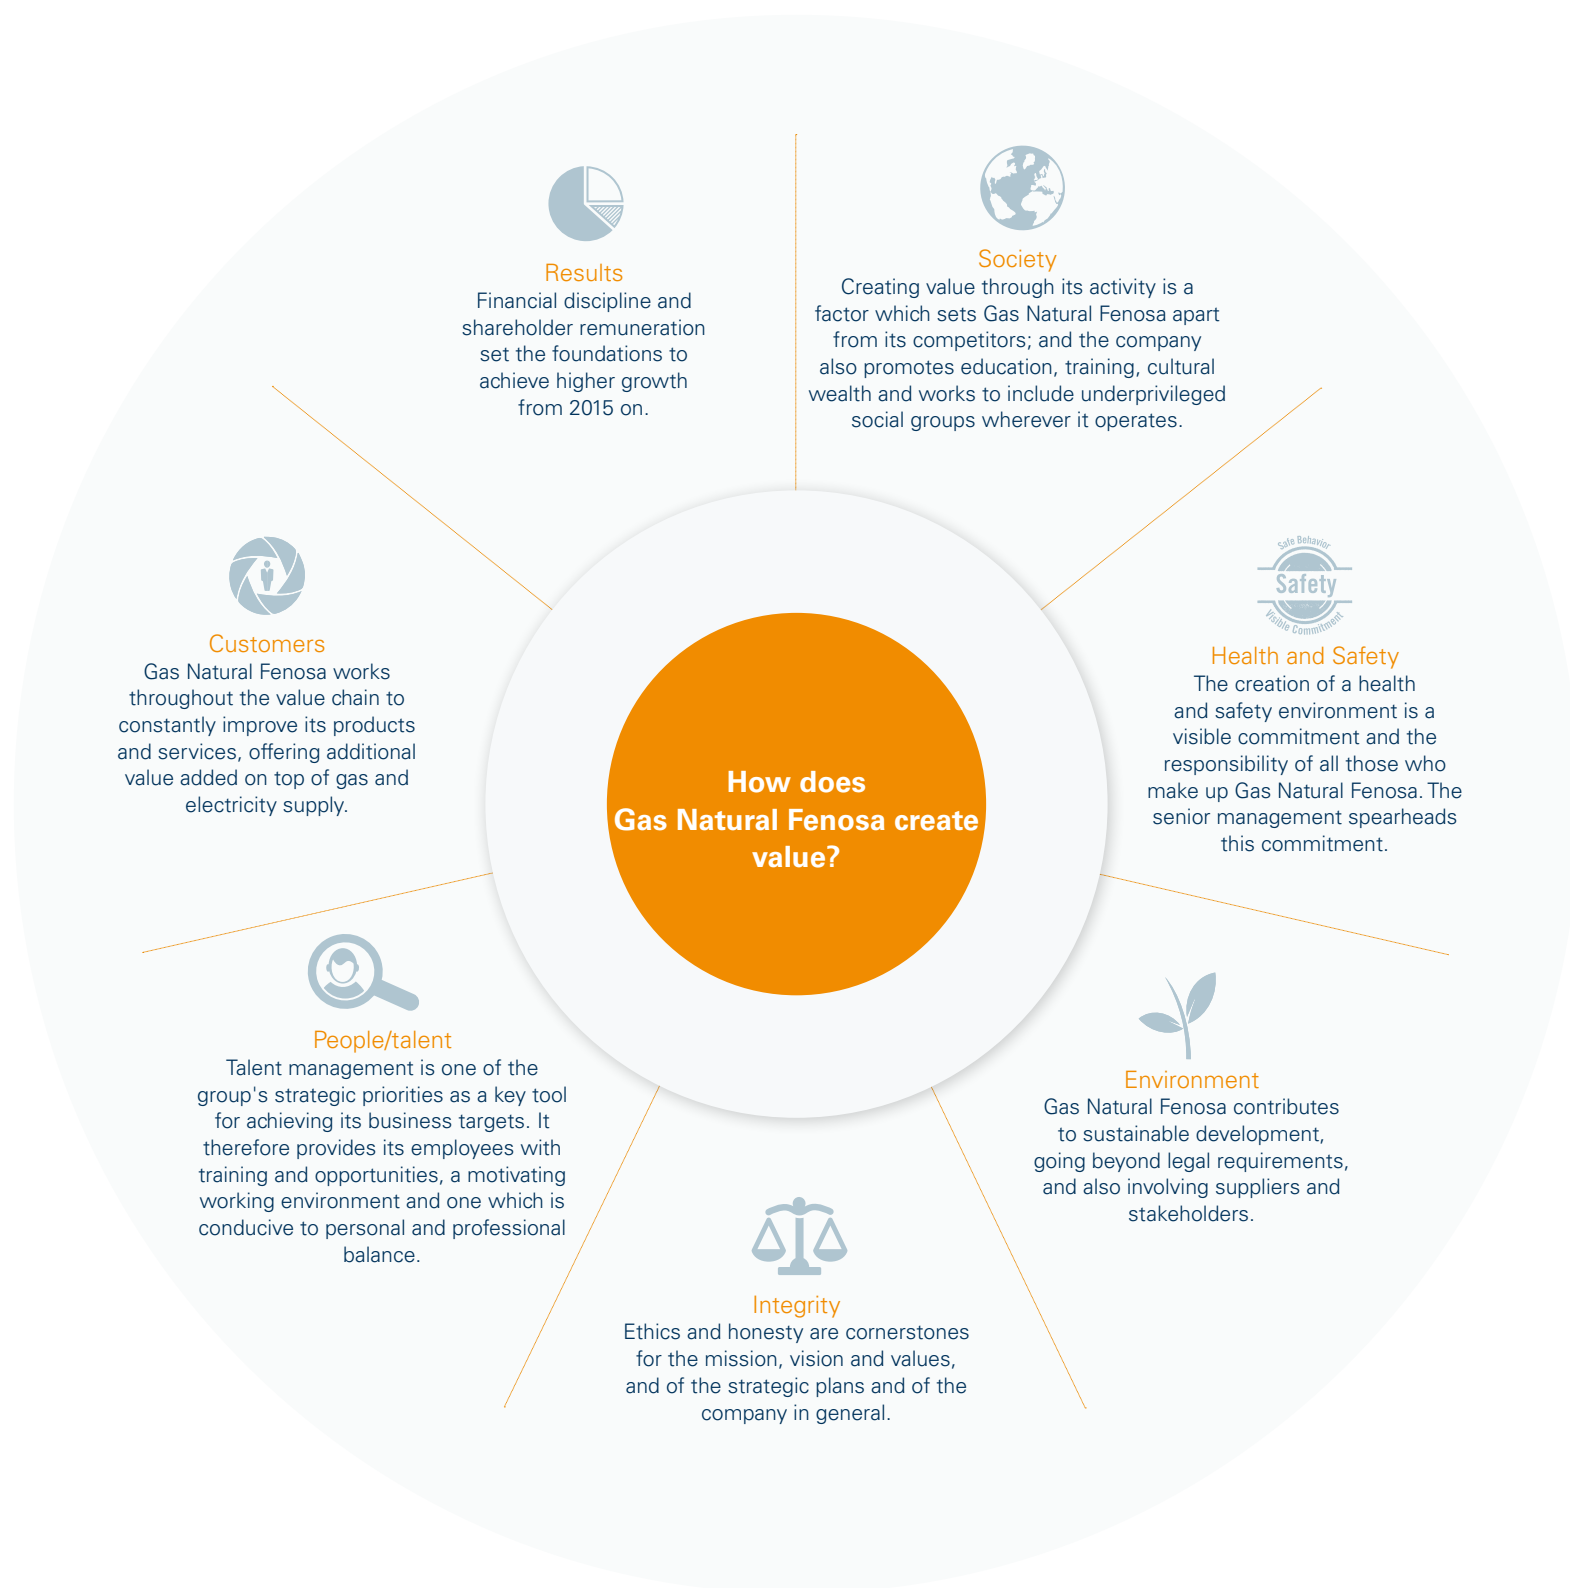 How does
Gas Natural Fenosa create
value?
Society
Creating value through its activity is a
factor which sets Gas Natural Fenosa apart
from its competitors; and the company
also promotes education, training, cultural
wealth and works to include underprivileged
social groups wherever it operates.
Safe Behavior
Safety
Visible Commitment
Health and Safety
The creation of a health
and safety environment is a
visible commitment and the
responsibility of all those who
make up Gas Natural Fenosa. The
senior management spearheads
this commitment.
Environment
Gas Natural Fenosa contributes
to sustainable development,
going beyond legal requirements,
and also involving suppliers and
stakeholders.
Integrity
Ethics and honesty are cornerstones
for the mission, vision and values,
and of the strategic plans and of the
company in general.
People/talent
Talent management is one of the
group's strategic priorities as a key tool
for achieving its business targets. It
therefore provides its employees with
training and opportunities, a motivating
working environment and one which is
conducive to personal and professional
balance.
Customers
Gas Natural Fenosa works
throughout the value chain to
constantly improve its products
and services, offering additional
value added on top of gas and
electricity supply.
Results
Financial discipline and
shareholder remuneration
set the foundations to
achieve higher growth
from 2015 on.